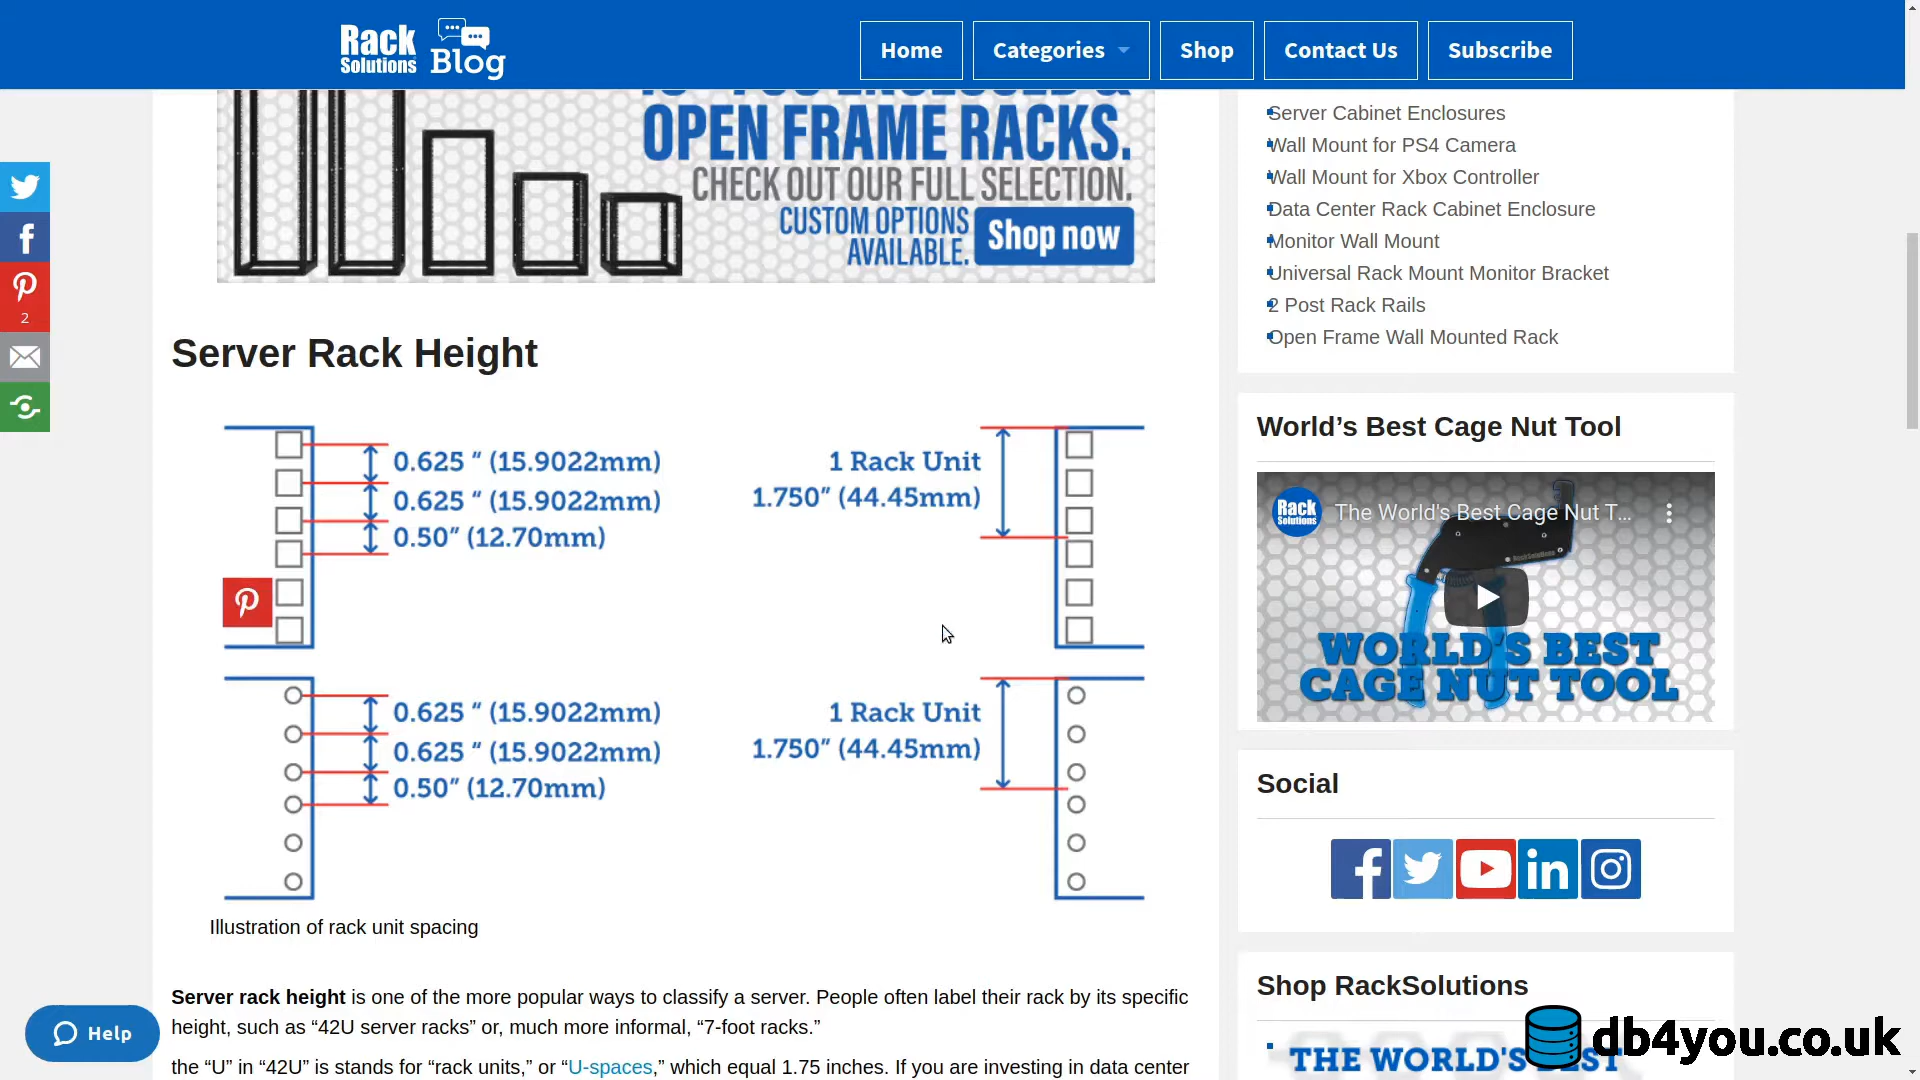 Rack
Solutions
Blog
Home
Categories
Shop
Contact Us
Subscribe
OPEN FRAME RACKS.
CHECK OUT OUR FULL SELECTION.
CUSTOM OPTIONS
AVAILABLE.
Shop now
2
Server Rack Height
0.625 “ (15.9022mm)
0.625 “ (15.9022mm)
0.50” (12.70mm)
1 Rack Unit
1.750” (44.45mm)
0.625 “ (15.9022mm)
0.625 “ (15.9022mm)
0.50” (12.70mm)
1 Rack Unit
1.750” (44.45mm)
Illustration of rack unit spacing
Server rack height is one of the more popular ways to classify a server. People often label their rack by its specific
height, such as “42U server racks” or, much more informal, “7-foot racks.”
the “U” in “42U” is stands for “rack units,” or “U-spaces,” which equal 1.75 inches. If you are investing in data center
Help
Server Cabinet Enclosures
Wall Mount for PS4 Camera
Wall Mount for Xbox Controller
Data Center Rack Cabinet Enclosure
Monitor Wall Mount
Universal Rack Mount Monitor Bracket
2 Post Rack Rails
Open Frame Wall Mounted Rack
World’s Best Cage Nut Tool
Rack
Solutions
The World's Best Cage Nut T...
RackSolutions
WORLD'S BEST
CAGE NUT TOOL
Social
Shop RackSolutions
THE WORLD'S BEST
db4you.co.uk